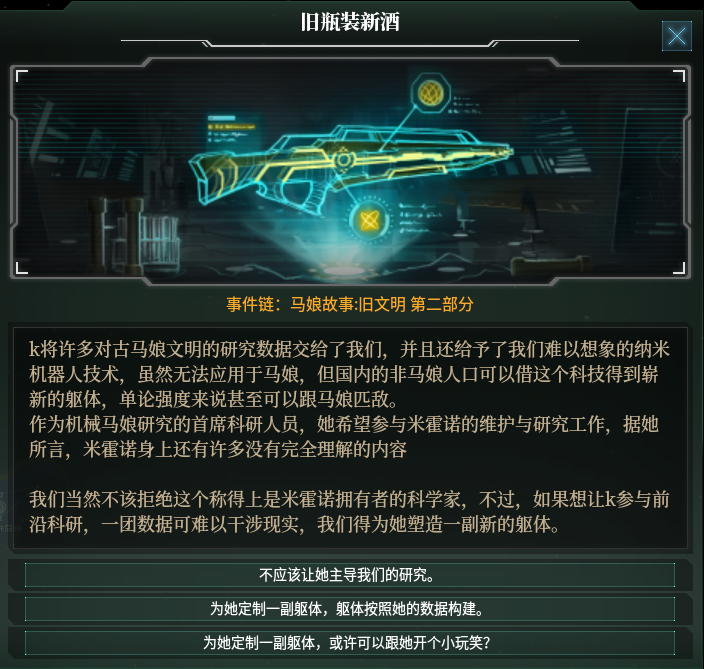 旧瓶装新酒
事件链：马娘故事:旧文明 第二部分
k将许多对古马娘文明的研究数据交给了我们，并且还给予了我们难以想象的纳米
机器人技术，虽然无法应用于马娘，但国内的非马娘人口可以借这个科技得到崭
新的躯体，单论强度来说甚至可以跟马娘匹敌。
作为机械马娘研究的首席科研人员，她希望参与米霍诺的维护与研究工作，据她
所言，米霍诺身上还有许多没有完全理解的内容
我们当然不该拒绝这个称得上是米霍诺拥有者的科学家，不过，如果想让k参与前
沿科研，一团数据可难以干涉现实，我们得为她塑造一副新的躯体。
不应该让她主导我们的研究。
为她定制一副躯体，躯体按照她的数据构建。
为她定制一副躯体，或许可以跟她开个小玩笑？